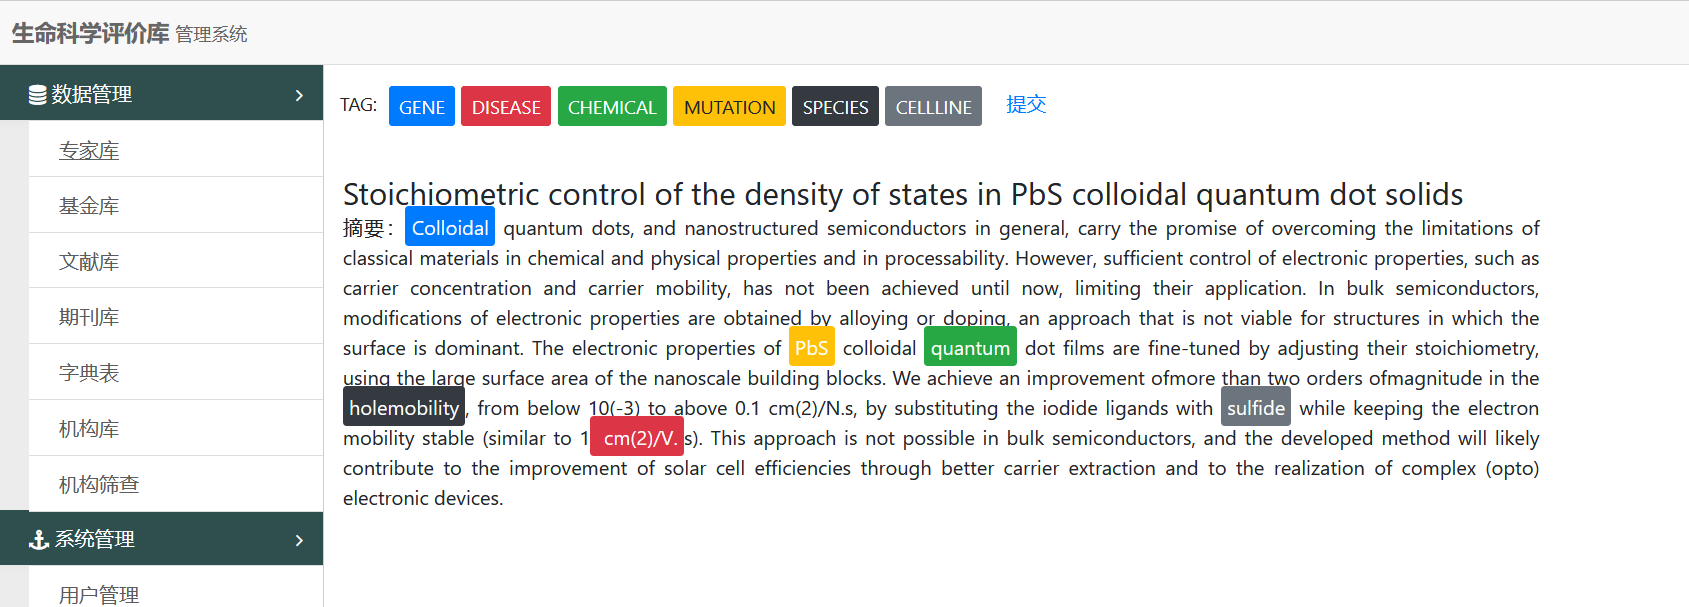 生命科学评价库 管理系统
数据管理
专家库
基金库
文献库
期刊库
字典表
机构库
机构筛查
系统管理
用户管理
TAG: GENE DISEASE CHEMICAL MUTATION SPECIES CELLLINE 提交
Stoichiometric control of the density of states in PbS colloidal quantum dot solids
摘要: Colloidal quantum dots, and nanostructured semiconductors in general, carry the promise of overcoming the limitations of
classical materials in chemical and physical properties and in processability. However, sufficient control of electronic properties, such as
carrier concentration and carrier mobility, has not been achieved until now, limiting their application. In bulk semiconductors,
modifications of electronic properties are obtained by alloying or doping, an approach that is not viable for structures in which the
surface is dominant. The electronic properties of PbS colloidal quantum dot films are fine-tuned by adjusting their stoichiometry,
using the large surface area of the nanoscale building blocks. We achieve an improvement ofmore than two orders ofmagnitude in the
holemobility, from below 10(-3) to above 0.1 cm(2)/N.s, by substituting the iodide ligands with sulfide while keeping the electron
mobility stable (similar to 1 cm(2)/V.s). This approach is not possible in bulk semiconductors, and the developed method will likely
contribute to the improvement of solar cell efficiencies through better carrier extraction and to the realization of complex (opto)
electronic devices.